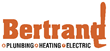 Bertrand
PLUMBING • HEATING • ELECTRIC